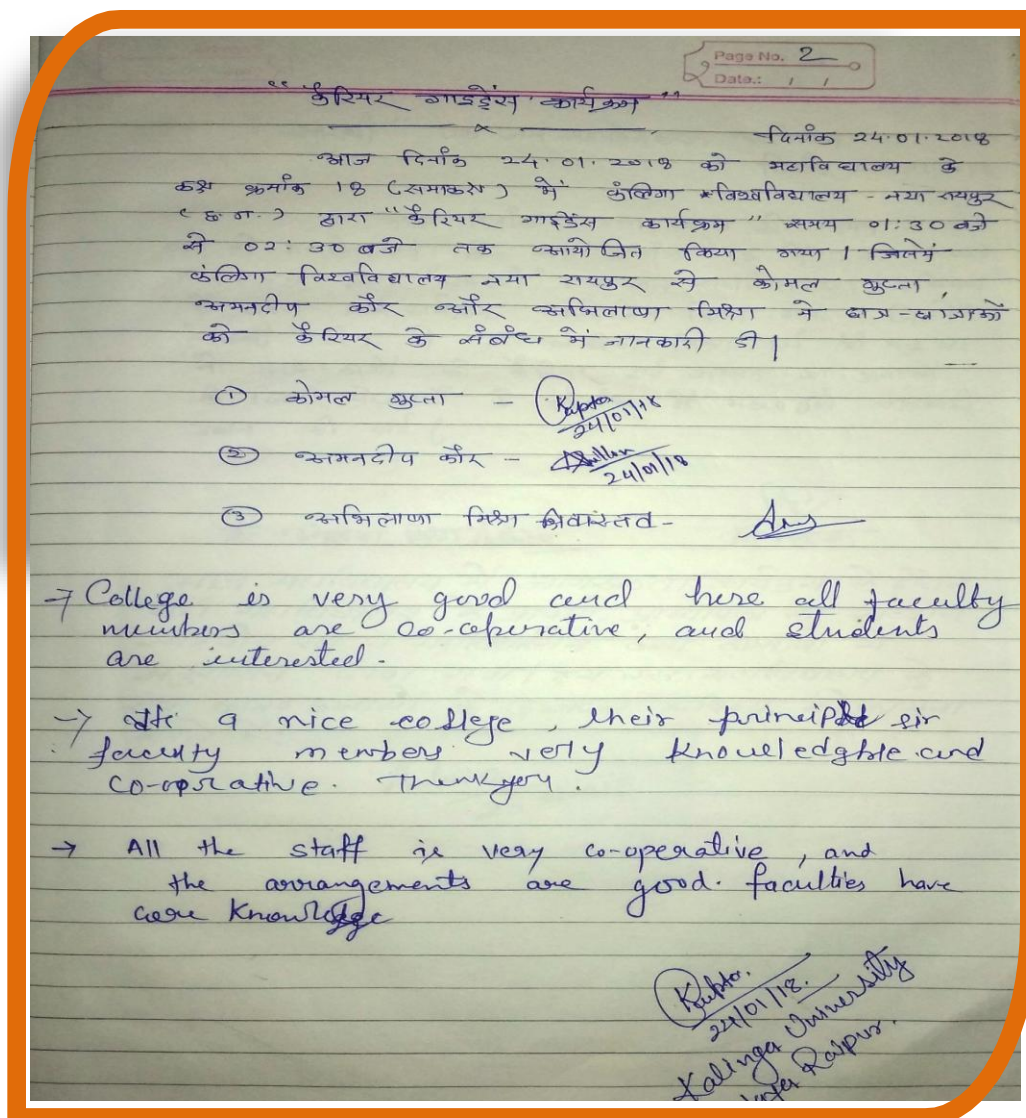 Page No. 2
Date.: / /
" कैरियर गाइडेंस कार्यक्रम "
दिनांक 24.01.2018
आज दिनांक 24.01.2018 को महाविद्यालय के
कक्ष क्रमांक 18 (सभाकक्ष) में कंलिगा विश्वविद्यालय - नया रायपुर
(छ.ग.) द्वारा "कैरियर गाइडेंस कार्यक्रम" समय 01:30 बजे
से 02:30 बजे तक आयोजित किया गया । जिसमें
कंलिगा विश्वविद्यालय नया रायपुर से कोमल गुप्ता,
अमनदीप कौर और अभिलाषा मिश्रा ने छात्र-छात्राओं
को कैरियर के संबंध में जानकारी दी |
① कोमल गुप्ता - Gupta
24/01/18
② अमनदीप कौर -
24/01/18
③ अभिलाषा मिश्रा श्रीवास्तव -
→ College is very good and here all faculty
members are co-operative, and students
are interested.
→ a nice college, their sir
faculty members very knowledgble and
co-oprative. Thankyou.
→ All the staff is very co-operative, and
the arrangements are good. faculties have
core knowledge
Gupta.
24/01/18.
Kalinga University
Naya Raipur.